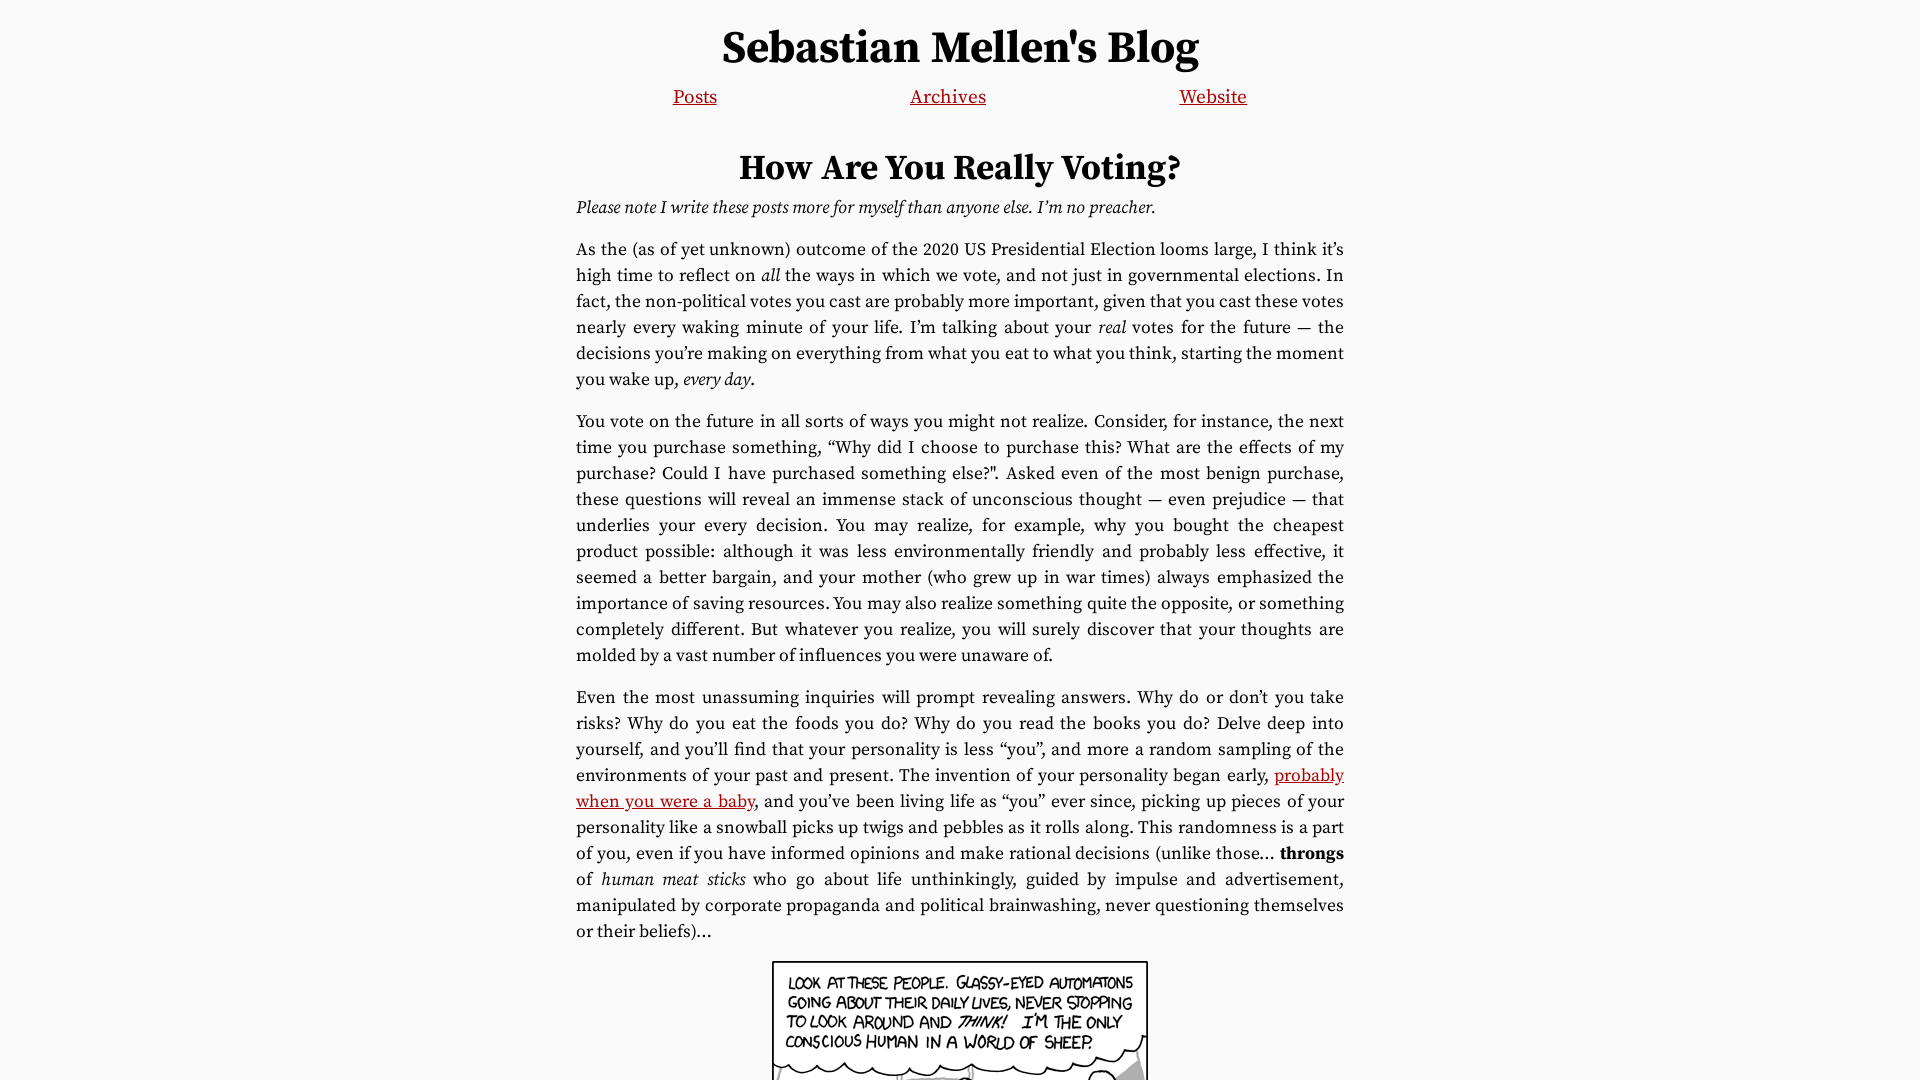 Sebastian Mellen's Blog
Posts Archives Website
How Are You Really Voting?
Please note I write these posts more for myself than anyone else. I’m no preacher.
As the (as of yet unknown) outcome of the 2020 US Presidential Election looms large, I think it’s
high time to reflect on all the ways in which we vote, and not just in governmental elections. In
fact, the non-political votes you cast are probably more important, given that you cast these votes
nearly every waking minute of your life. I’m talking about your real votes for the future — the
decisions you’re making on everything from what you eat to what you think, starting the moment
you wake up, every day.
You vote on the future in all sorts of ways you might not realize. Consider, for instance, the next
time you purchase something, “Why did I choose to purchase this? What are the effects of my
purchase? Could I have purchased something else?". Asked even of the most benign purchase,
these questions will reveal an immense stack of unconscious thought — even prejudice — that
underlies your every decision. You may realize, for example, why you bought the cheapest
product possible: although it was less environmentally friendly and probably less effective, it
seemed a better bargain, and your mother (who grew up in war times) always emphasized the
importance of saving resources. You may also realize something quite the opposite, or something
completely different. But whatever you realize, you will surely discover that your thoughts are
molded by a vast number of influences you were unaware of.
Even the most unassuming inquiries will prompt revealing answers. Why do or don’t you take
risks? Why do you eat the foods you do? Why do you read the books you do? Delve deep into
yourself, and you’ll find that your personality is less “you”, and more a random sampling of the
environments of your past and present. The invention of your personality began early, probably
when you were a baby, and you’ve been living life as “you” ever since, picking up pieces of your
personality like a snowball picks up twigs and pebbles as it rolls along. This randomness is a part
of you, even if you have informed opinions and make rational decisions (unlike those… throngs
of human meat sticks who go about life unthinkingly, guided by impulse and advertisement,
manipulated by corporate propaganda and political brainwashing, never questioning themselves
or their beliefs)…
LOOK AT THESE PEOPLE. GLASSY-EYED AUTOMATONS
GOING ABOUT THEIR DAILY LIVES, NEVER STOPPING
TO LOOK AROUND AND THINK! I'M THE ONLY
CONSCIOUS HUMAN IN A WORLD OF SHEEP.